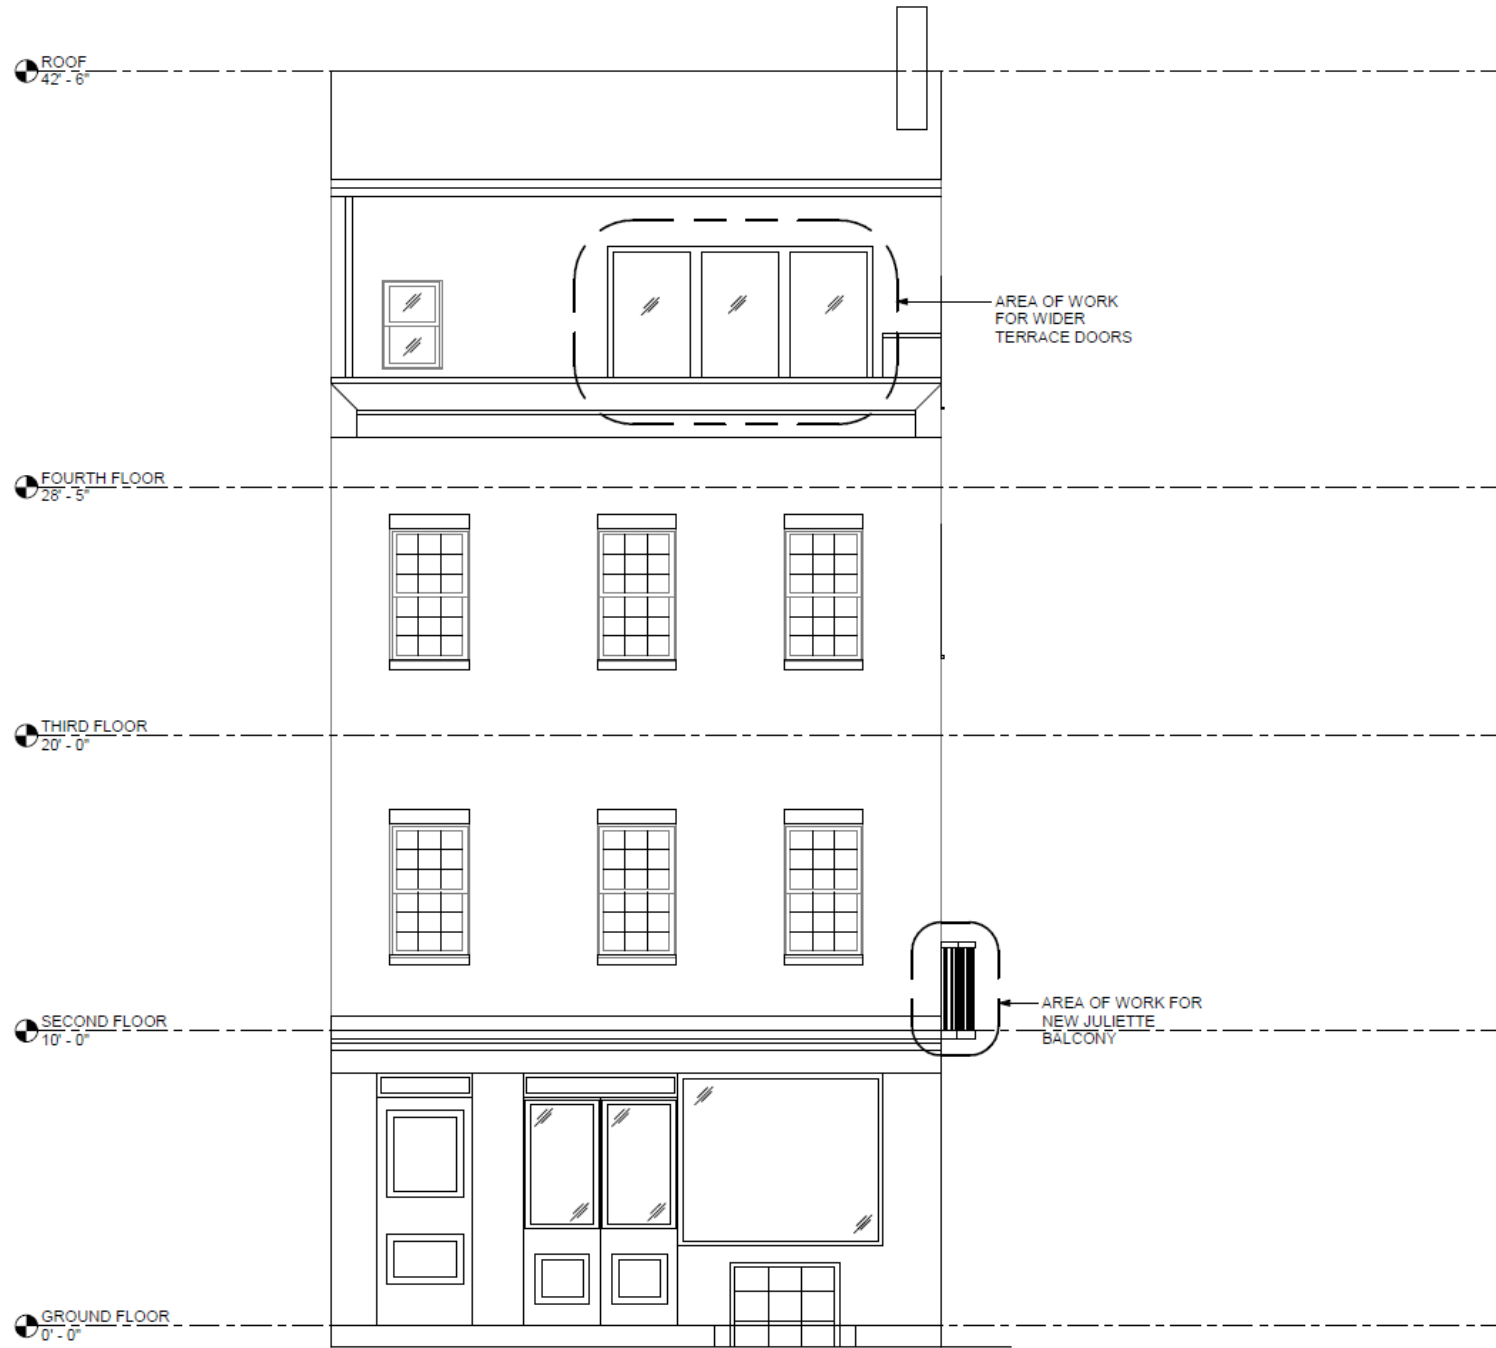 ROOF
42' - 6"
AREA OF WORK
FOR WIDER
TERRACE DOORS
FOURTH FLOOR
28' - 5"
THIRD FLOOR
20' - 0"
AREA OF WORK FOR
NEW JULIETTE
BALCONY
SECOND FLOOR
10' - 0"
GROUND FLOOR
0' - 0"